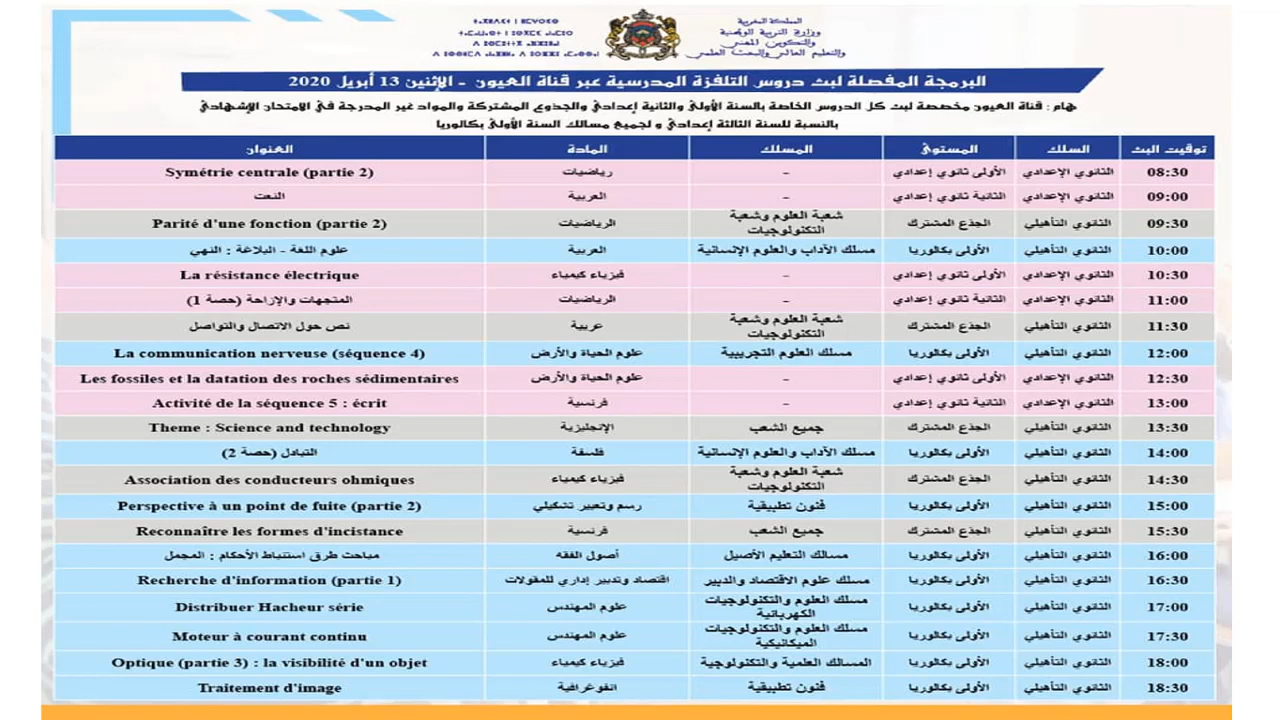 المملكة المغربية
وزارة التربية الوطنية
والتكوين المهني
والتعليم العالي والبحث العلمي
البرمجة المفصلة لبث دروس التلفزة المدرسية عبر قناة العيون - الإثنين 13 أبريل 2020
هام : قناة العيون مخصصة لبث كل الدروس الخاصة بالسنة الأولى والثانية إعدادي والجذوع المشتركة والمواد غير المدرجة في الامتحان الإشهادي
بالنسبة للسنة الثالثة إعدادي و لجميع مسالك السنة الأولى بكالوريا
توقيت البث السلك المستوى المسلك المادة العنوان
08:30 الثانوي الإعدادي الأولى ثانوي إعدادي - رياضيات Symétrie centrale (partie 2)
09:00 الثانوي الإعدادي الثانية ثانوي إعدادي - العربية النعت
09:30 الثانوي التأهيلي الجذع المشترك شعبة العلوم وشعبة التكنولوجيات الرياضيات Parité d'une fonction (partie 2)
10:00 الثانوي التأهيلي الأولى بكالوريا مسلك الآداب والعلوم الإنسانية العربية علوم اللغة - البلاغة : النهي
10:30 الثانوي الإعدادي الأولى ثانوي إعدادي - فيزياء كيمياء La résistance électrique
11:00 الثانوي الإعدادي الثانية ثانوي إعدادي - الرياضيات المتجهات والإزاحة (حصة 1)
11:30 الثانوي التأهيلي الجذع المشترك شعبة العلوم وشعبة التكنولوجيات عربية نص حول الاتصال والتواصل
12:00 الثانوي التأهيلي الأولى بكالوريا مسلك العلوم التجريبية علوم الحياة والأرض La communication nerveuse (séquence 4)
12:30 الثانوي الإعدادي الأولى ثانوي إعدادي - علوم الحياة والأرض Les fossiles et la datation des roches sédimentaires
13:00 الثانوي الإعدادي الثانية ثانوي إعدادي - فرنسية Activité de la séquence 5 : écrit
13:30 الثانوي التأهيلي الجذع المشترك جميع الشعب الإنجليزية Theme : Science and technology
14:00 الثانوي التأهيلي الأولى بكالوريا مسلك الآداب والعلوم الإنسانية فلسفة التبادل (حصة 2)
14:30 الثانوي التأهيلي الجذع المشترك شعبة العلوم وشعبة التكنولوجيات فيزياء كيمياء Association des conducteurs ohmiques
15:00 الثانوي التأهيلي الأولى بكالوريا فنون تطبيقية رسم وتعبير تشكيلي Perspective à un point de fuite (partie 2)
15:30 الثانوي التأهيلي الجذع المشترك جميع الشعب فرنسية Reconnaître les formes d'incistance
16:00 الثانوي التأهيلي الأولى بكالوريا مسالك التعليم الأصيل أصول الفقه مباحث طرق استنباط الأحكام : المجمل
16:30 الثانوي التأهيلي الأولى بكالوريا مسلك علوم الاقتصاد والدبير اقتصاد وتدبير إداري للمقولات Recherche d'information (partie 1)
17:00 الثانوي التأهيلي الأولى بكالوريا مسلك العلوم والتكنولوجيات الكهربائية علوم المهندس Distribuer Hacheur série
17:30 الثانوي التأهيلي الأولى بكالوريا مسلك العلوم والتكنولوجيات الميكانيكية علوم المهندس Moteur à courant continu
18:00 الثانوي التأهيلي الأولى بكالوريا المسالك العلمية والتكنولوجية فيزياء كيمياء Optique (partie 3) : la visibilité d'un objet
18:30 الثانوي التأهيلي الأولى بكالوريا فنون تطبيقية انفوغرافية Traitement d'image